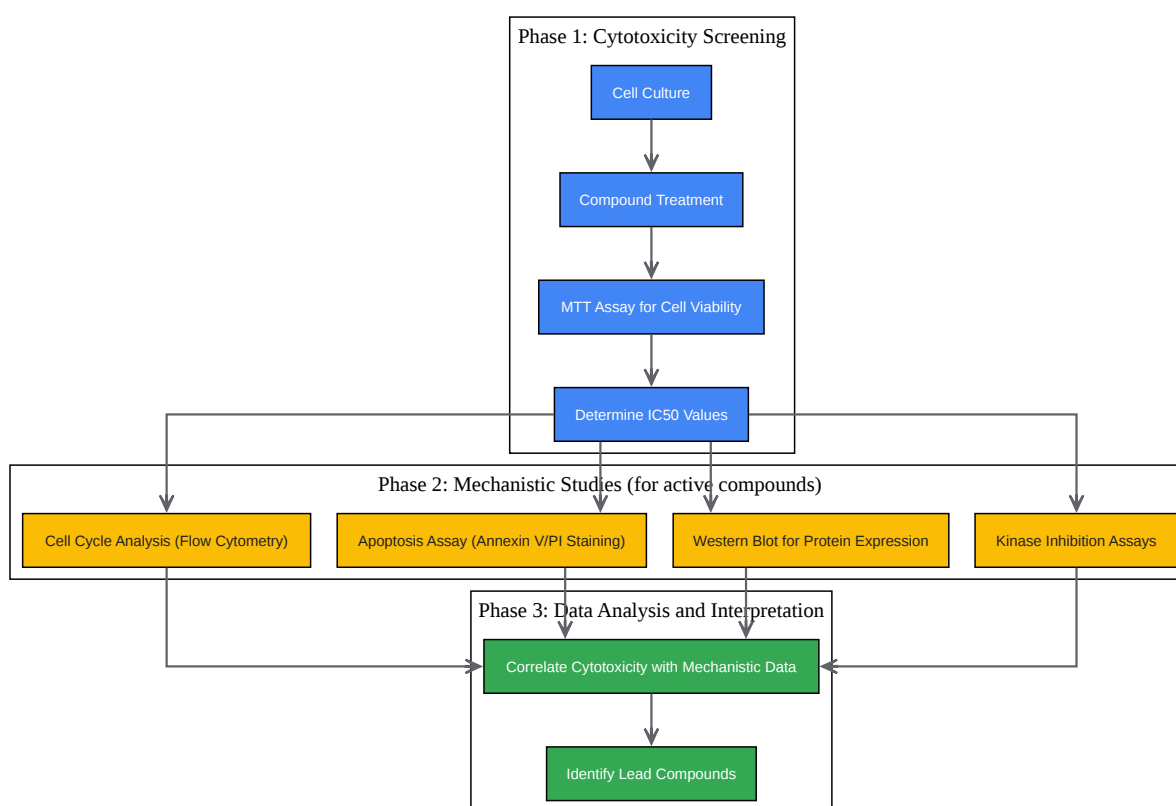 Phase 1: Cytotoxicity Screening
Cell Culture
Compound Treatment
MTT Assay for Cell Viability
Determine IC50 Values
Phase 2: Mechanistic Studies (for active compounds)
Cell Cycle Analysis (Flow Cytometry)
Apoptosis Assay (Annexin V/PI Staining)
Western Blot for Protein Expression
Kinase Inhibition Assays
Phase 3: Data Analysis and Interpretation
Correlate Cytotoxicity with Mechanistic Data
Identify Lead Compounds